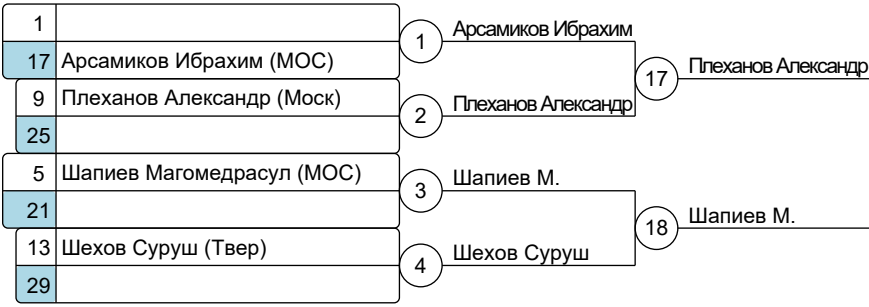 1
17 Арсамиков Ибрахим (МОС)
1
Арсамиков Ибрахим
9 Плеханов Александр (Моск)
25
2
Плеханов Александр
17
Плеханов Александр
5 Шапиев Магомедрасул (МОС)
21
3
Шапиев М.
13 Шехов Суруш (Твер)
29
4
Шехов Суруш
18
Шапиев М.